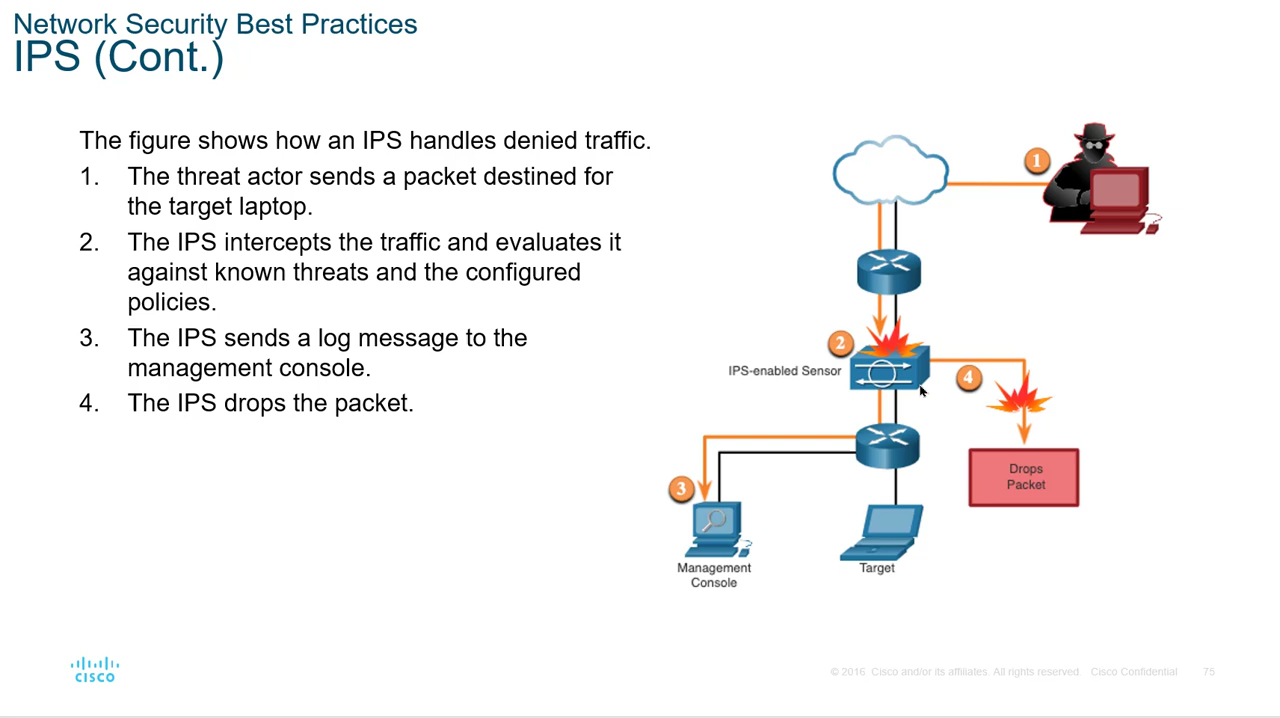 Network Security Best Practices
IPS (Cont.)
The figure shows how an IPS handles denied traffic.
1. The threat actor sends a packet destined for
the target laptop.
2. The IPS intercepts the traffic and evaluates it
against known threats and the configured
policies.
3. The IPS sends a log message to the
management console.
4. The IPS drops the packet.
1
2
IPS-enabled Sensor
4
Drops
Packet
3
Management
Console
Target
CISCO
© 2016 Cisco and/or its affiliates. All rights reserved. Cisco Confidential 75